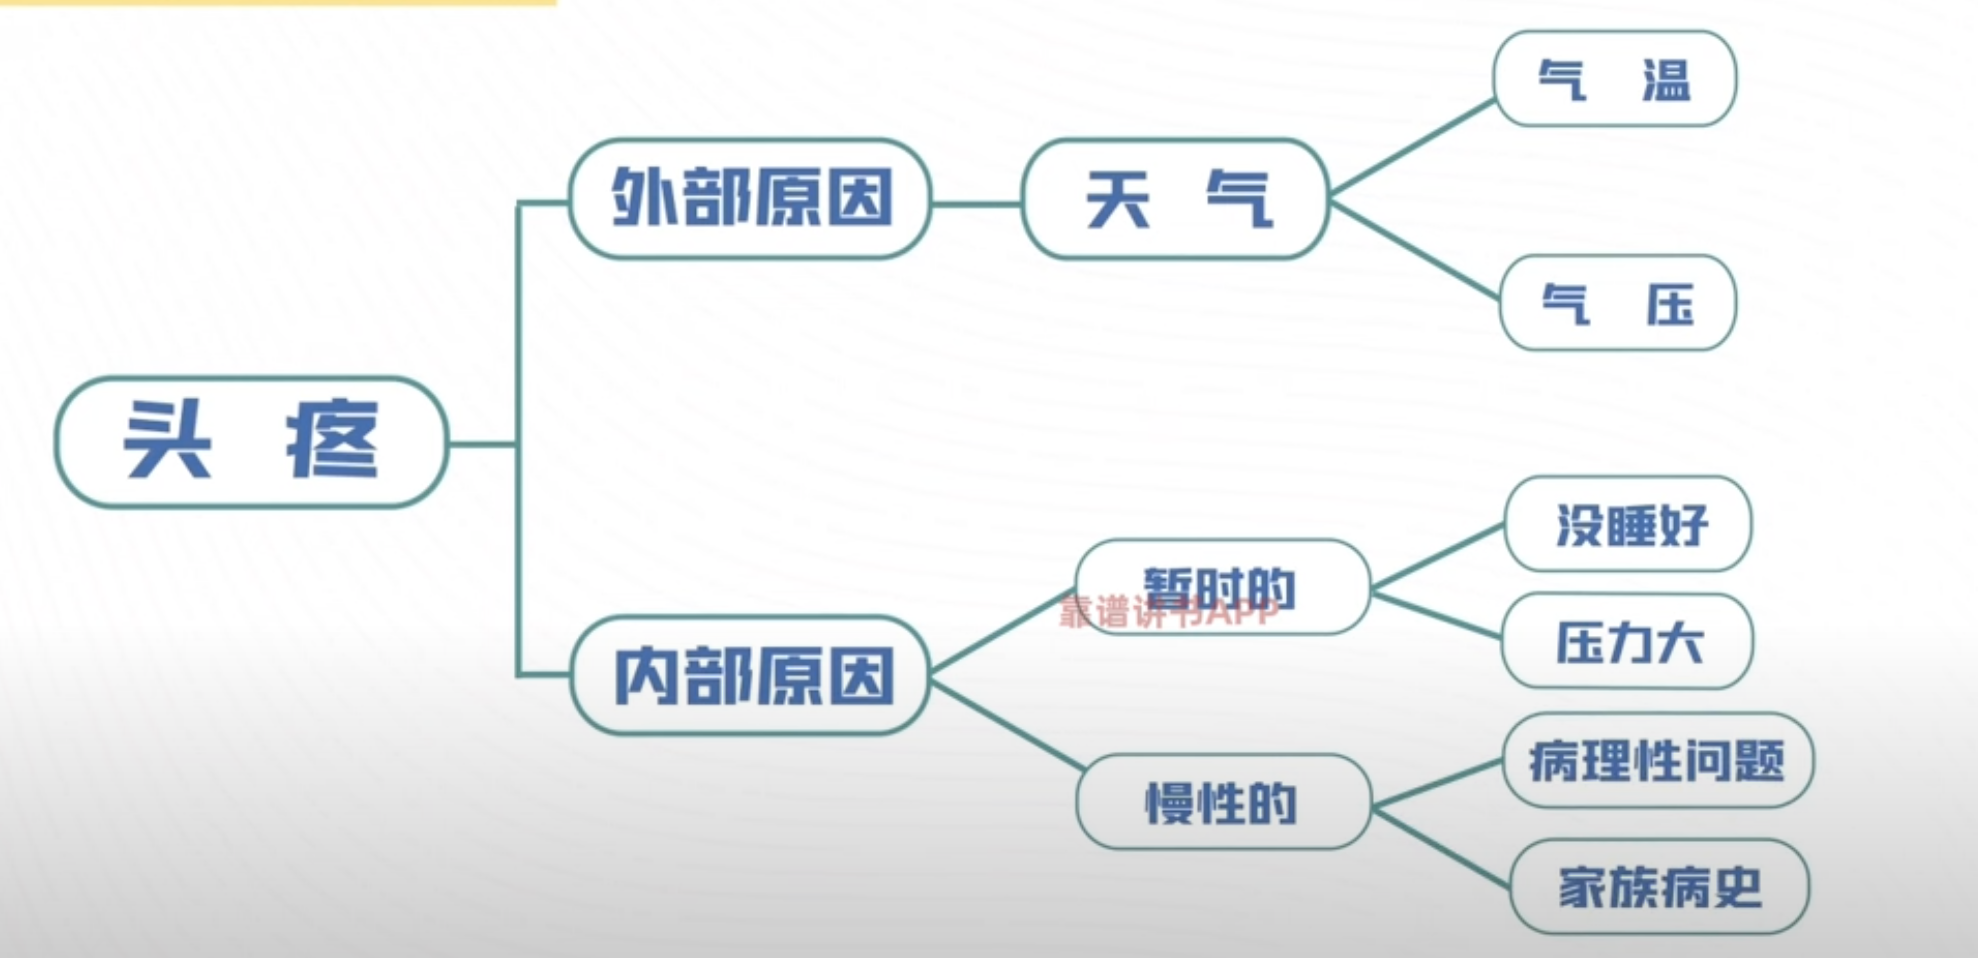 头 疼
外部原因
天 气
气 温
气 压
内部原因
暂时的
没睡好
压力大
慢性的
病理性问题
家族病史
靠谱讲书APP